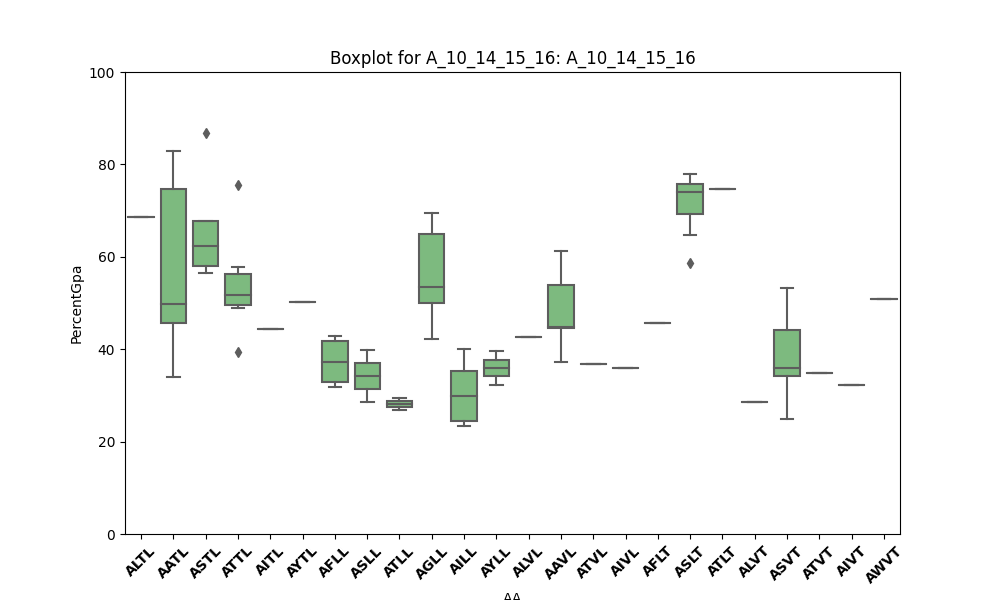 Boxplot for A_10_14_15_16: A_10_14_15_16
100
80
60
40
20
0
PercentGpa
ALTL AATL ASTL ATTL AITL AYTL AFLL ASLL ATLL AGLL AILL AYLL ALVL AAVL ATVL AIVL AFLT ASLT ATLT ALVT ASVT ATVT AIVT AWVT
AA